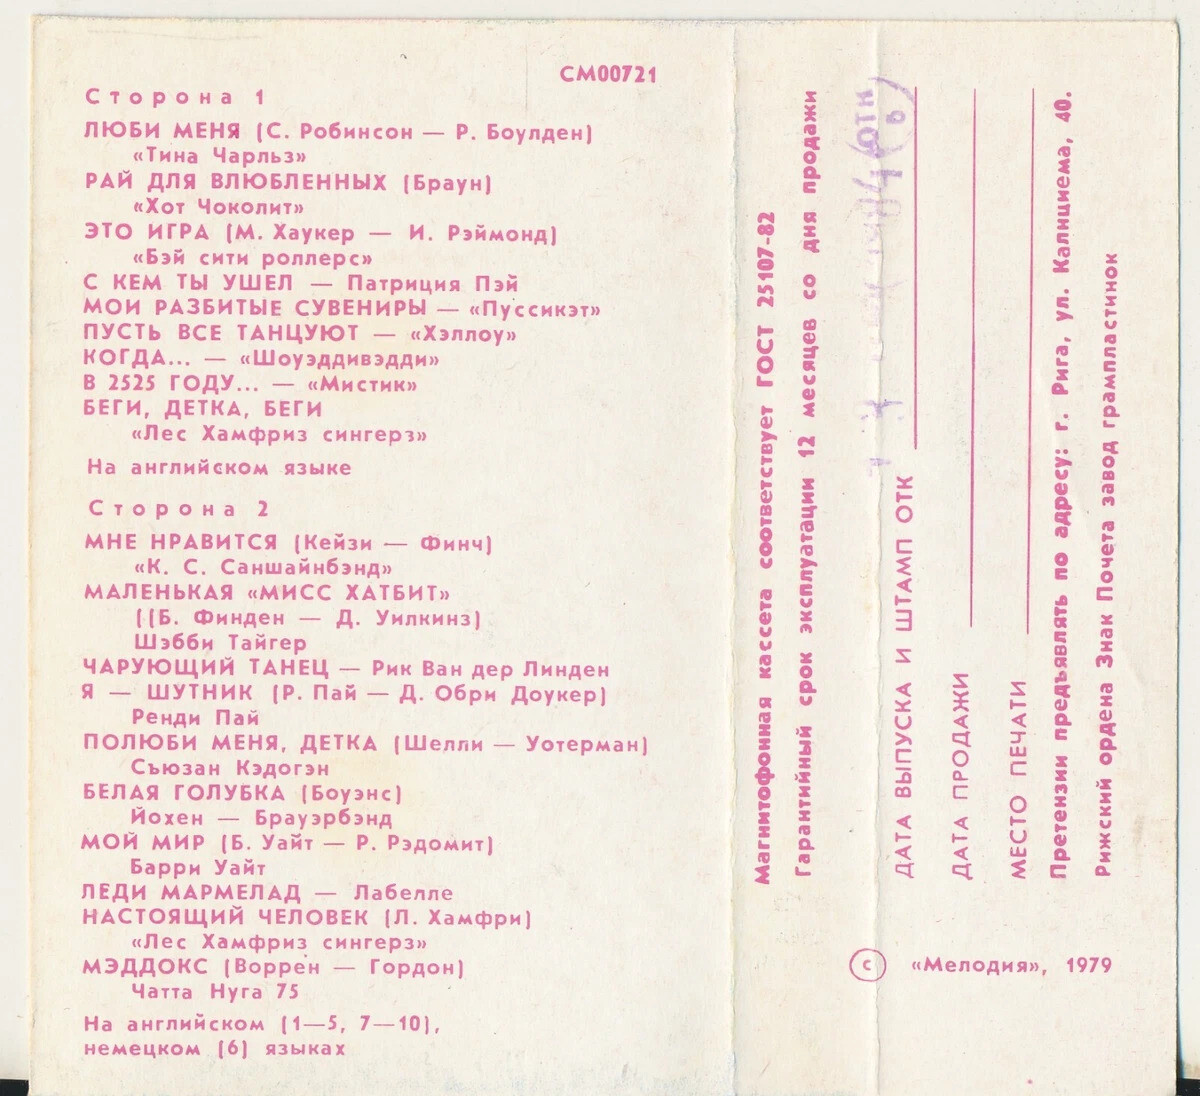 СМ00721
Сторона 1
ЛЮБИ МЕНЯ (С. Робинсон — Р. Боулден)
«Тина Чарльз»
РАЙ ДЛЯ ВЛЮБЛЕННЫХ (Браун)
«Хот Чоколит»
ЭТО ИГРА (М. Хаукер — И. Рэймонд)
«Бэй сити роллерс»
С КЕМ ТЫ УШЕЛ — Патриция Пэй
МОИ РАЗБИТЫЕ СУВЕНИРЫ — «Пуссикэт»
ПУСТЬ ВСЕ ТАНЦУЮТ — «Хэллоу»
КОГДА... — «Шоуэддивэдди»
В 2525 ГОДУ... — «Мистик»
БЕГИ, ДЕТКА, БЕГИ
«Лес Хамфриз сингерз»
На английском языке
Сторона 2
МНЕ НРАВИТСЯ (Кейзи — Финч)
«К. С. Саншайнбэнд»
МАЛЕНЬКАЯ «МИСС ХАТБИТ»
((Б. Финден — Д. Уилкинз)
Шэбби Тайгер
ЧАРУЮЩИЙ ТАНЕЦ — Рик Ван дер Линден
Я — ШУТНИК (Р. Пай — Д. Обри Доукер)
Ренди Пай
ПОЛЮБИ МЕНЯ, ДЕТКА (Шелли — Уотерман)
Съюзан Кэдогэн
БЕЛАЯ ГОЛУБКА (Боуэнс)
Йохен — Брауэрбэнд
МОЙ МИР (Б. Уайт — Р. Рэдомит)
Барри Уайт
ЛЕДИ МАРМЕЛАД — Лабелле
НАСТОЯЩИЙ ЧЕЛОВЕК (Л. Хамфри)
«Лес Хамфриз сингерз»
МЭДДОКС (Воррен — Гордон)
Чатта Нуга 75
На английском (1—5, 7—10),
немецком (6) языках
Магнитофонная кассета соответствует ГОСТ 25107-82
Гарантийный срок эксплуатации 12 месяцев со дня продажи
ОТК
ДАТА ВЫПУСКА И ШТАМП ОТК
ДАТА ПРОДАЖИ
МЕСТО ПЕЧАТИ
Претензии предъявлять по адресу: г. Рига, ул. Калнциема, 40.
Рижский ордена Знак Почета завод грампластинок
© «Мелодия», 1979